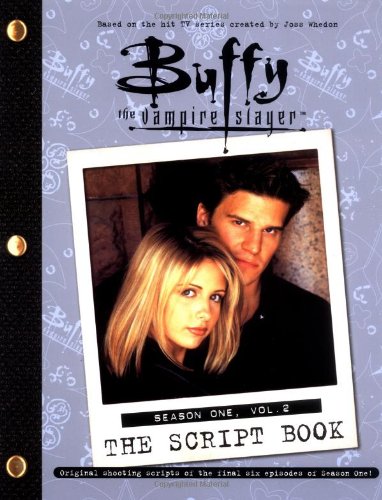 Based on the hit TV series created by Joss Whedon
Buffy
the vampire slayer™
SEASON ONE, VOL.2
THE SCRIPT BOOK
Original shooting scripts of the final six episodes of Season One!